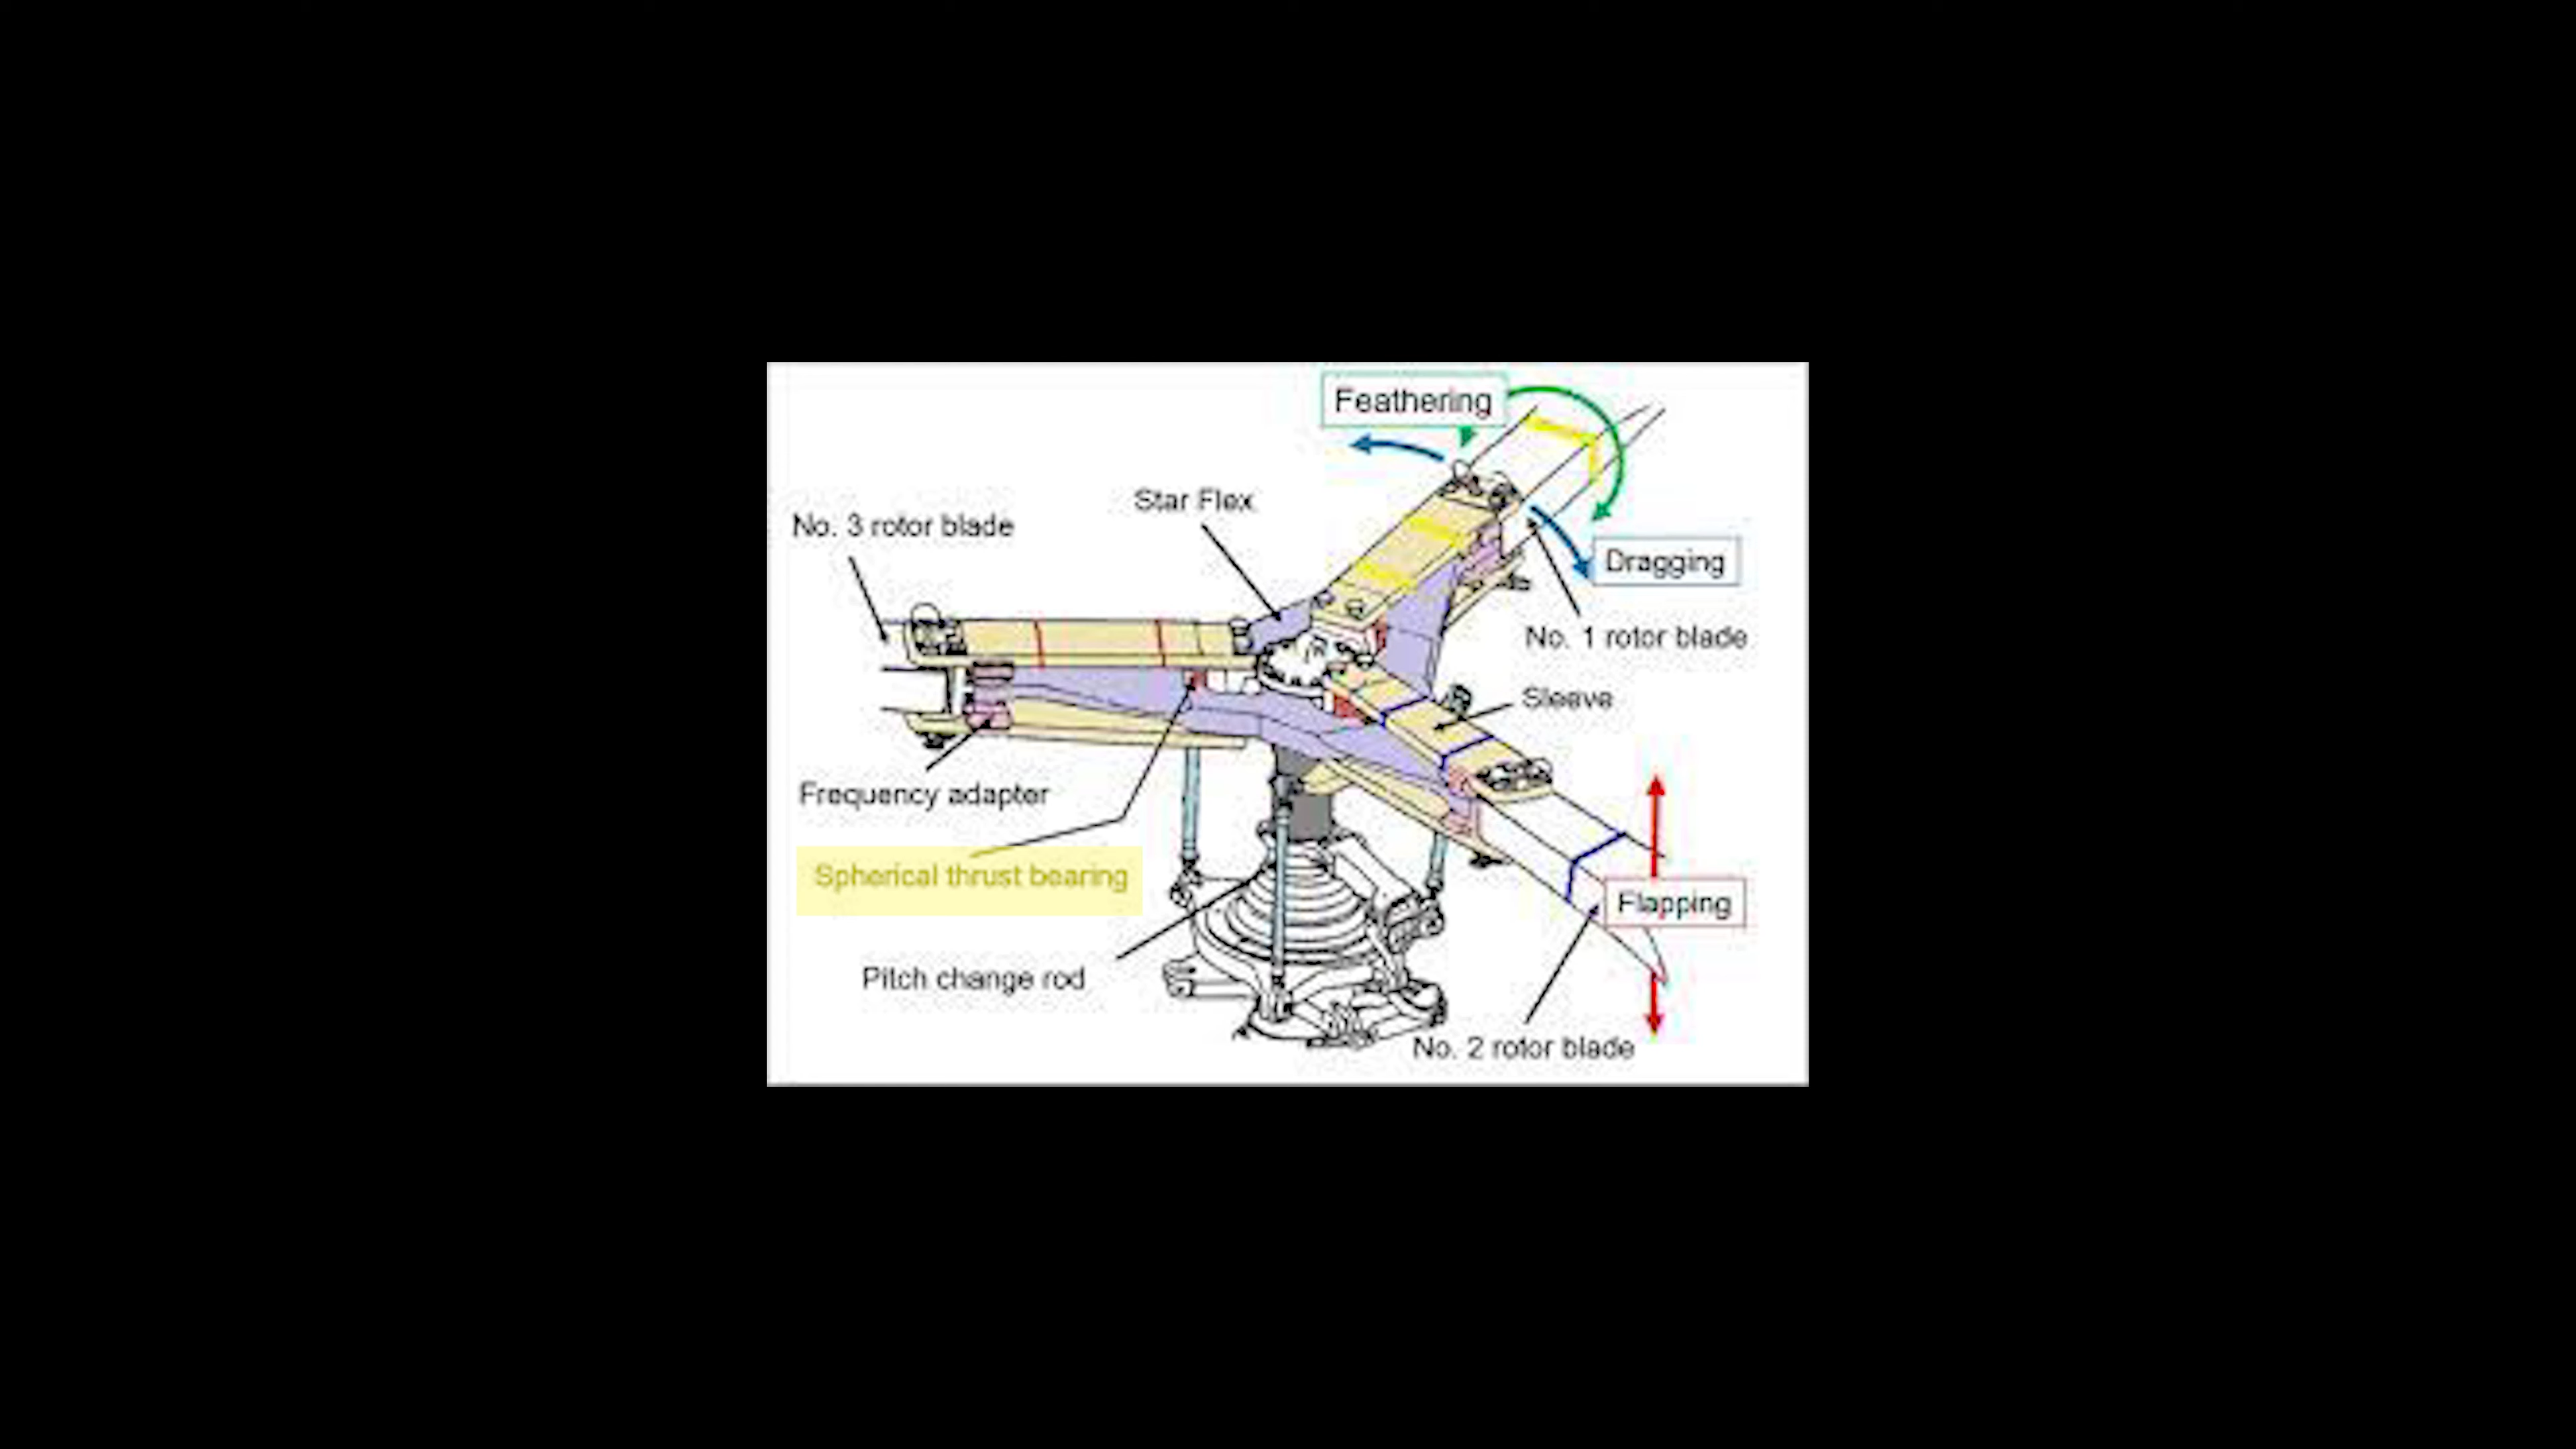 Feathering
Star Flex
No. 3 rotor blade
Dragging
No. 1 rotor blade
Sleeve
Frequency adapter
Spherical thrust bearing
Flapping
Pitch change rod
No. 2 rotor blade